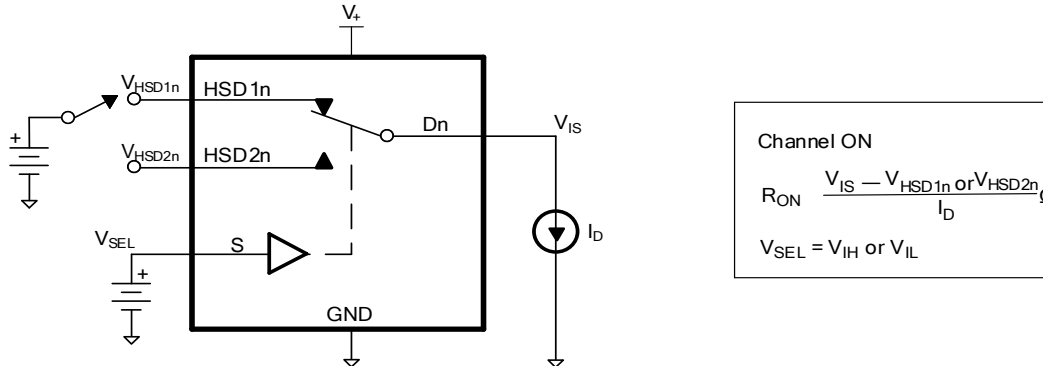 V+
VHSD1n HSD1n
+
VHSD2n HSD2n
Dn
VIS
VSEL
S
+
ID
GND
Channel ON
RON VIS — VHSD1n or VHSD2n
ID
VSEL = VIH or VIL